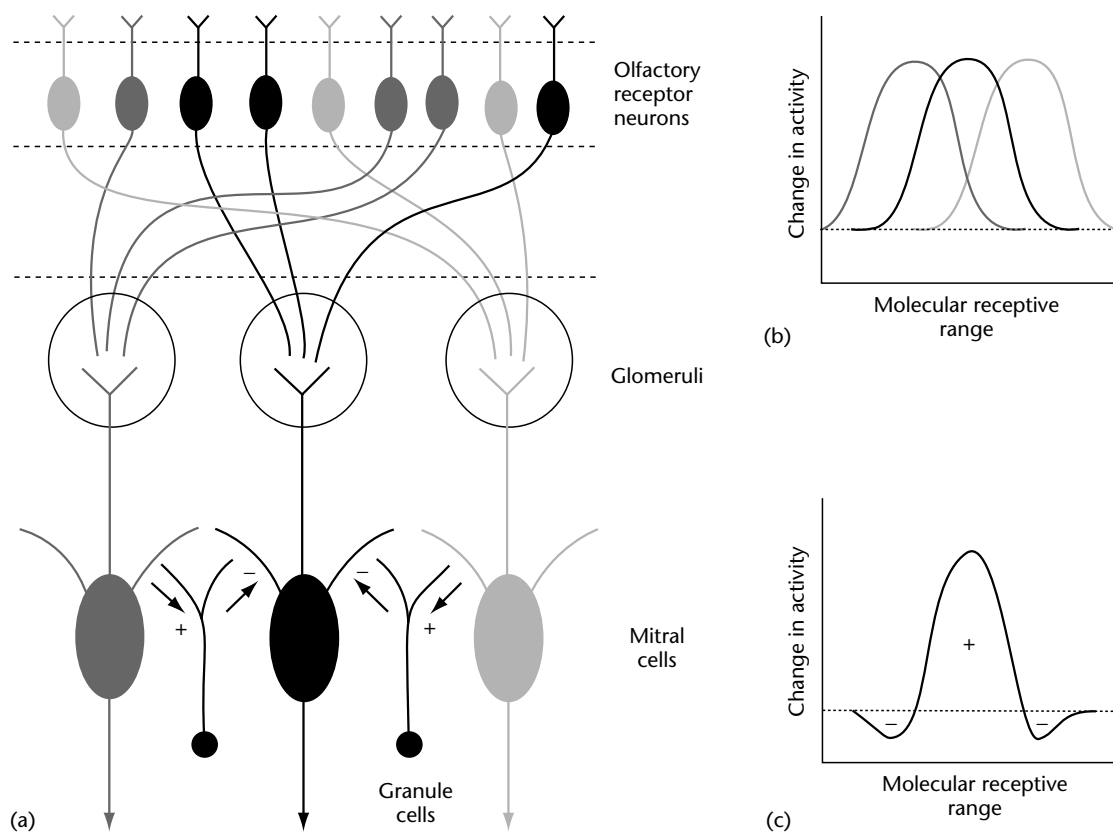 Olfactory
receptor
neurons
Glomeruli
+
−
−
+
Mitral
cells
Granule
cells
(a)
Change in activity
Molecular receptive
range
(b)
Change in activity
+
−
−
Molecular receptive
range
(c)